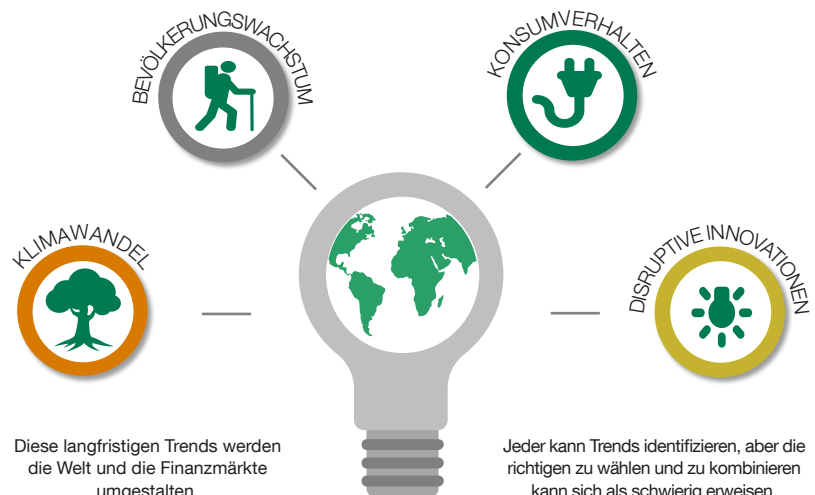 BEVÖLKERUNGSWACHSTUM
KONSUMVERHALTEN
KLIMAWANDEL
DISRUPTIVE INNOVATIONEN
Diese langfristigen Trends werden
die Welt und die Finanzmärkte
umgestalten
Jeder kann Trends identifizieren, aber die
richtigen zu wählen und zu kombinieren
kann sich als schwierig erweisen